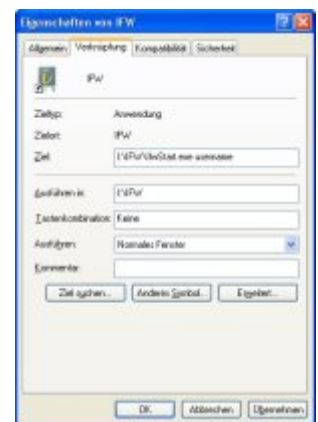 Eigenschaften von IFW
Allgemein Verknüpfung Kompatibilität Sicherheit
IFW
Zieltyp: Anwendung
Zielort: IFW
Ziel: username
Ausführen in:
Tastenkombination: Keine
Ausführen: Normales Fenster
Kommentar:
Ziel suchen... Anderes Symbol... Erweitert...
OK Abbrechen Übernehmen